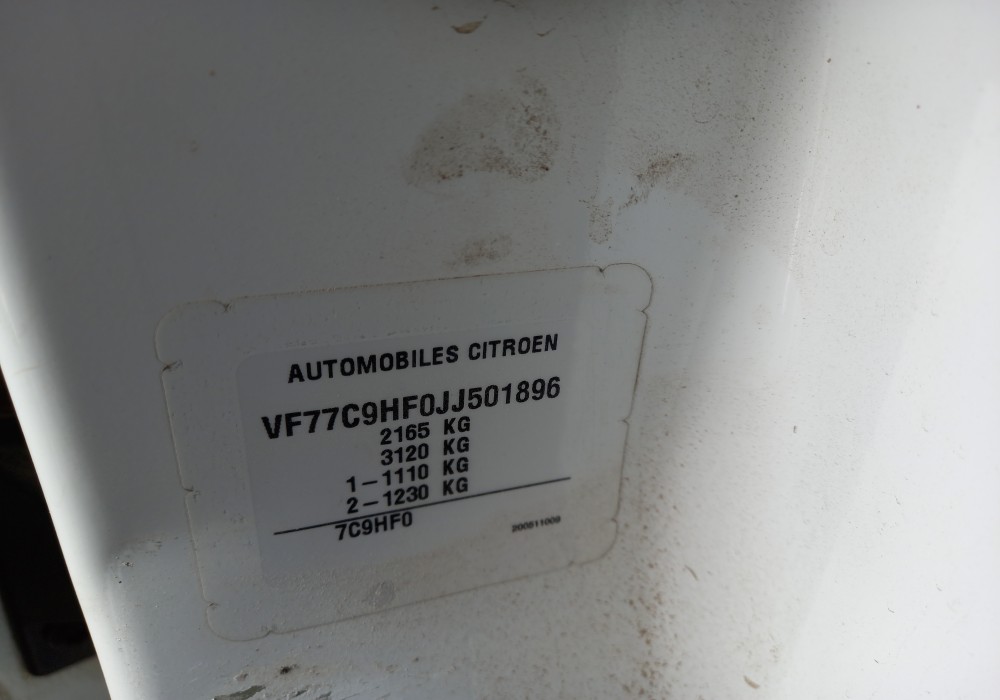 AUTOMOBILES CITROEN
VF77C9HF0JJ501896
2165 KG
3120 KG
1-1110 KG
2-1230 KG
7C9HF0